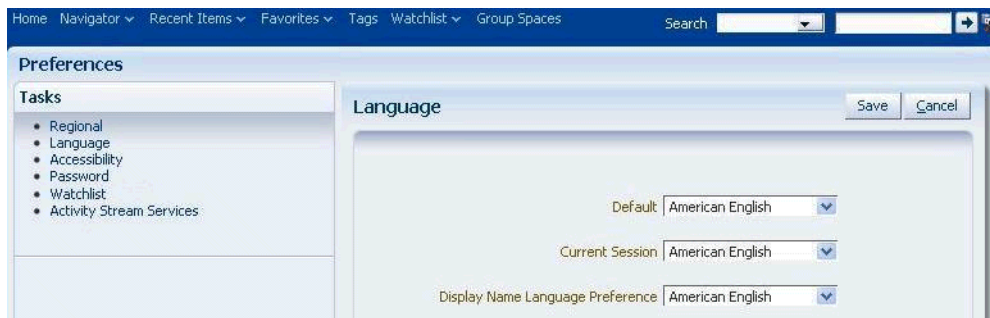 Home Navigator Recent Items Favorites Tags Watchlist Group Spaces Search
Preferences
Tasks
Regional
Language
Accessibility
Password
Watchlist
Activity Stream Services
Language Save Cancel
Default American English
Current Session American English
Display Name Language Preference American English